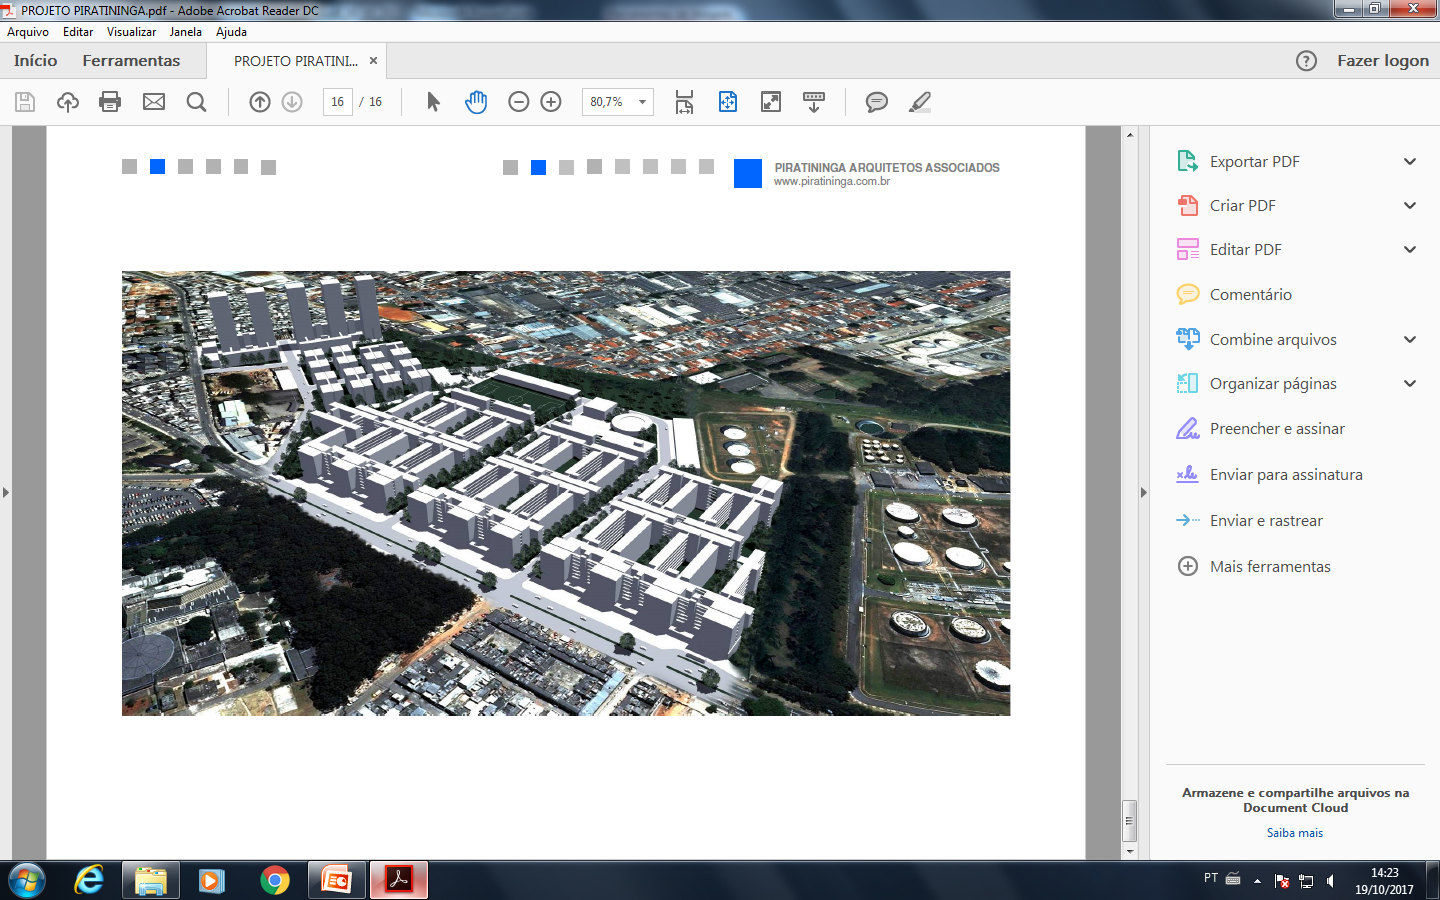 PROJETO PIRATININGA.pdf - Adobe Acrobat Reader DC
Arquivo Editar Visualizar Janela Ajuda
Início Ferramentas PROJETO PIRATINI... × ? Fazer logon
16 / 16 80,7%
PIRATININGA ARQUITETOS ASSOCIADOS
www.piratininga.com.br
Exportar PDF
Criar PDF
Editar PDF
Comentário
Combine arquivos
Organizar páginas
Preencher e assinar
Enviar para assinatura
Enviar e rastrear
Mais ferramentas
Armazene e compartilhe arquivos na
Document Cloud
Saiba mais
PT 14:23
19/10/2017